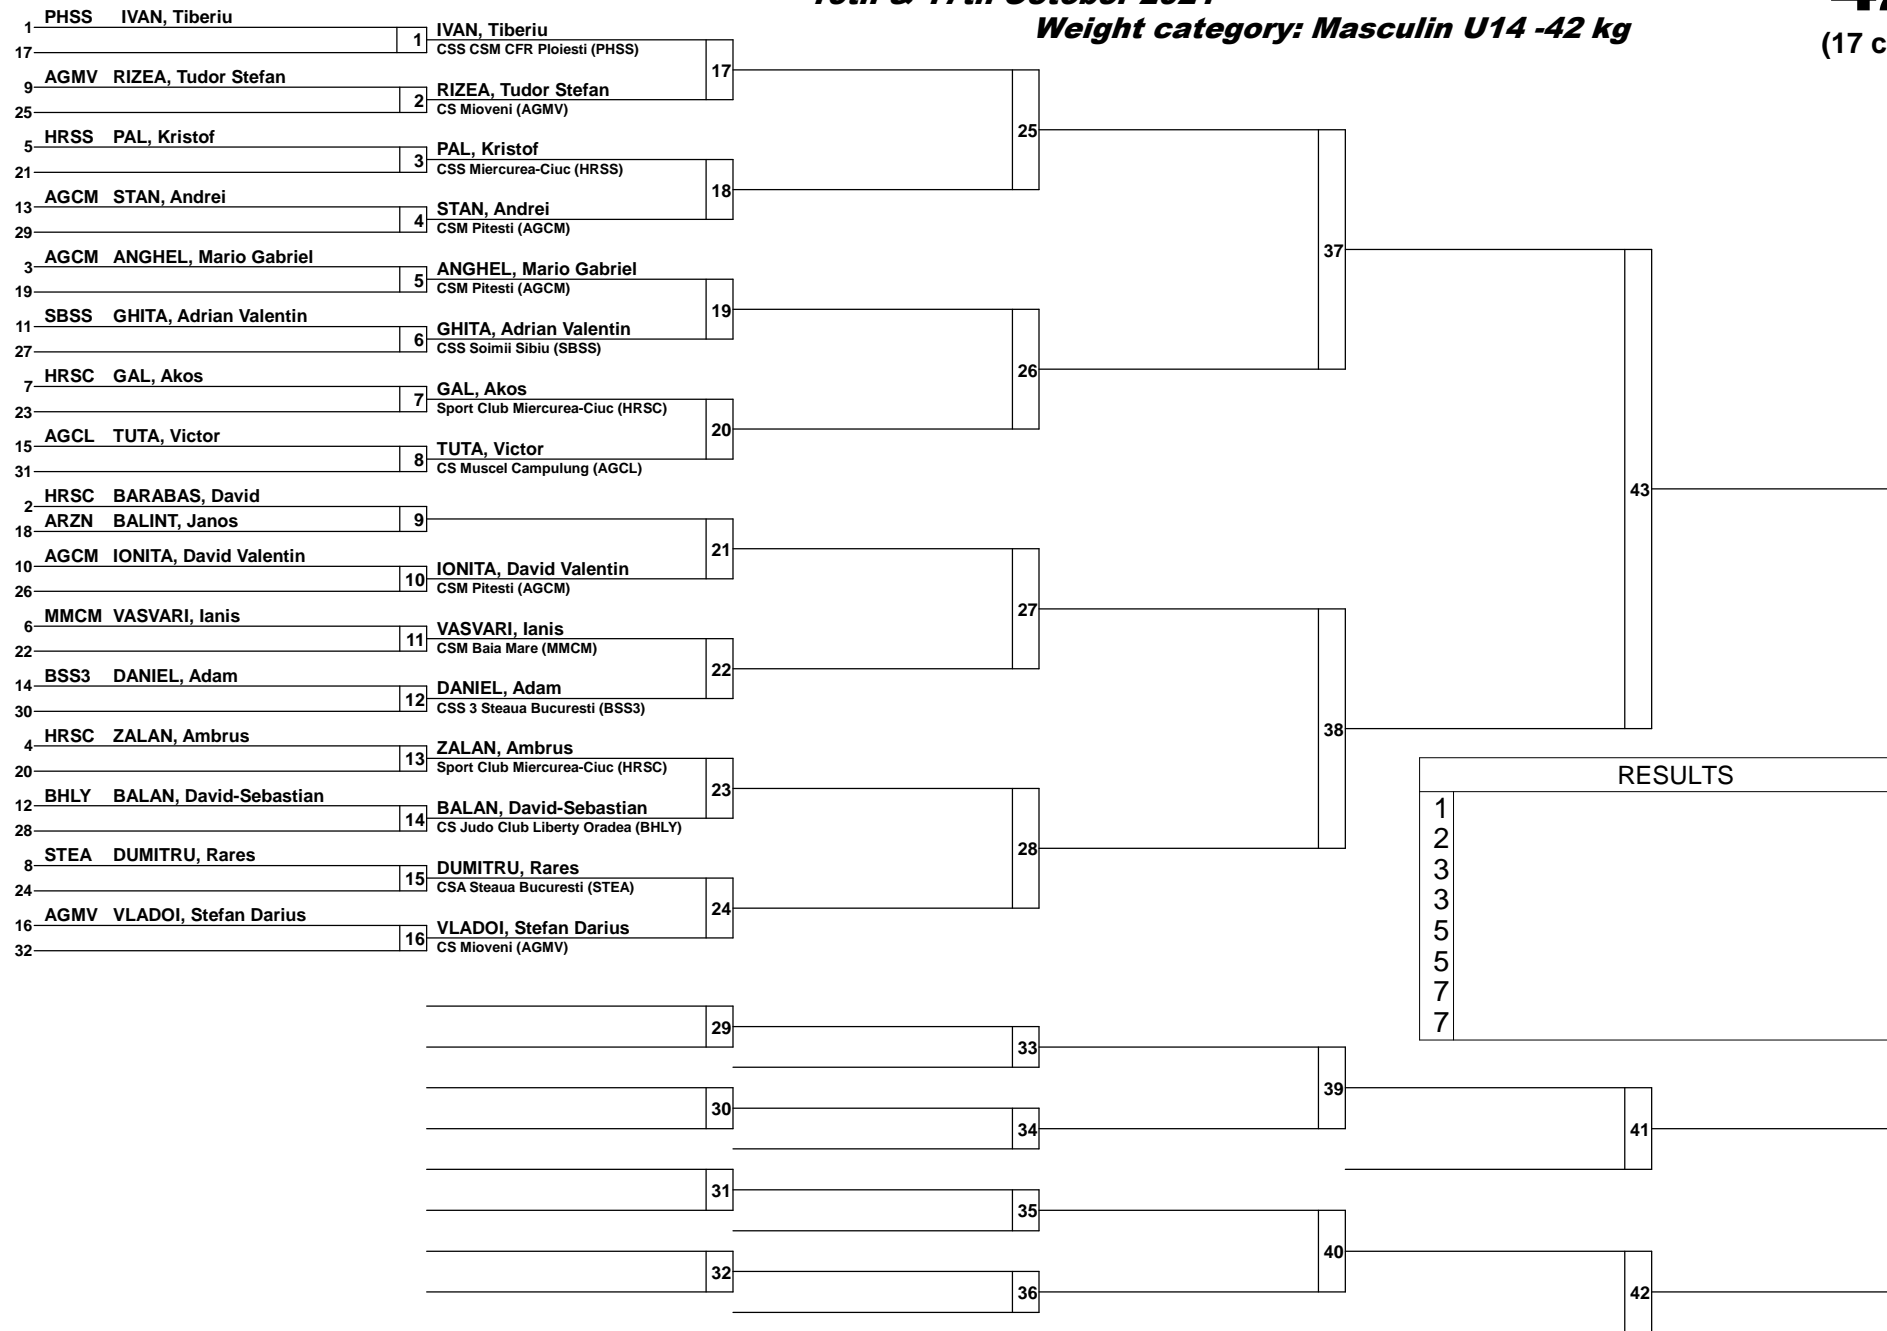 Weight category: Masculin U14 -42 kg
(17 c
1 PHSS IVAN, Tiberiu
17
1
IVAN, Tiberiu
CSS CSM CFR Ploiesti (PHSS)
17
9 AGMV RIZEA, Tudor Stefan
25
2
RIZEA, Tudor Stefan
CS Mioveni (AGMV)
25
5 HRSS PAL, Kristof
21
3
PAL, Kristof
CSS Miercurea-Ciuc (HRSS)
18
13 AGCM STAN, Andrei
29
4
STAN, Andrei
CSM Pitesti (AGCM)
37
3 AGCM ANGHEL, Mario Gabriel
19
5
ANGHEL, Mario Gabriel
CSM Pitesti (AGCM)
19
11 SBSS GHITA, Adrian Valentin
27
6
GHITA, Adrian Valentin
CSS Soimii Sibiu (SBSS)
26
7 HRSC GAL, Akos
23
7
GAL, Akos
Sport Club Miercurea-Ciuc (HRSC)
20
15 AGCL TUTA, Victor
31
8
TUTA, Victor
CS Muscel Campulung (AGCL)
43
2 HRSC BARABAS, David
18 ARZN BALINT, Janos
9
21
10 AGCM IONITA, David Valentin
26
10
IONITA, David Valentin
CSM Pitesti (AGCM)
27
6 MMCM VASVARI, Ianis
22
11
VASVARI, Ianis
CSM Baia Mare (MMCM)
22
14 BSS3 DANIEL, Adam
30
12
DANIEL, Adam
CSS 3 Steaua Bucuresti (BSS3)
38
4 HRSC ZALAN, Ambrus
20
13
ZALAN, Ambrus
Sport Club Miercurea-Ciuc (HRSC)
23
12 BHLY BALAN, David-Sebastian
28
14
BALAN, David-Sebastian
CS Judo Club Liberty Oradea (BHLY)
28
8 STEA DUMITRU, Rares
24
15
DUMITRU, Rares
CSA Steaua Bucuresti (STEA)
24
16 AGMV VLADOI, Stefan Darius
32
16
VLADOI, Stefan Darius
CS Mioveni (AGMV)
RESULTS
1
2
3
3
5
5
7
7
29
33
39
30
34
41
31
35
40
32
36
42